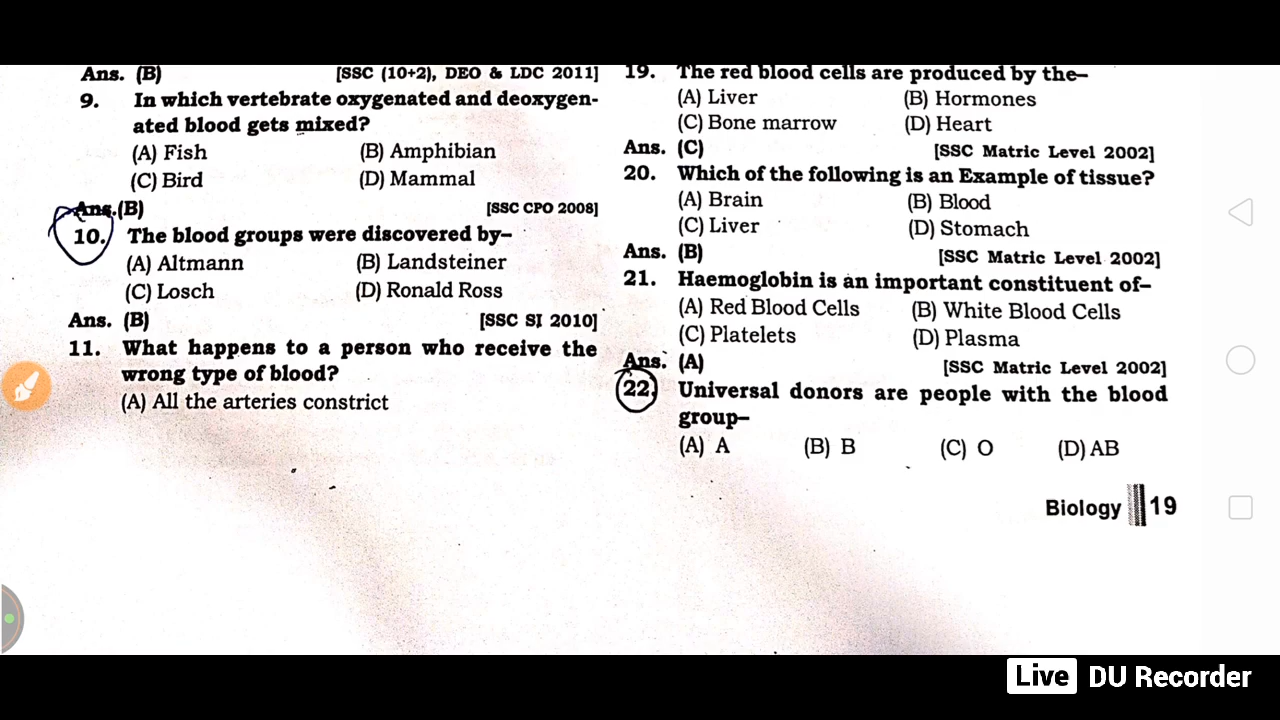 Ans. (B) [SSC (10+2), DEO & LDC 2011]
9. In which vertebrate oxygenated and deoxygen-
ated blood gets mixed?
(A) Fish (B) Amphibian
(C) Bird (D) Mammal
Ans.(B) [SSC CPO 2008]
10. The blood groups were discovered by–
(A) Altmann (B) Landsteiner
(C) Losch (D) Ronald Ross
Ans. (B) [SSC SI 2010]
11. What happens to a person who receive the
wrong type of blood?
(A) All the arteries constrict
19. The red blood cells are produced by the–
(A) Liver (B) Hormones
(C) Bone marrow (D) Heart
Ans. (C) [SSC Matric Level 2002]
20. Which of the following is an Example of tissue?
(A) Brain (B) Blood
(C) Liver (D) Stomach
Ans. (B) [SSC Matric Level 2002]
21. Haemoglobin is an important constituent of–
(A) Red Blood Cells (B) White Blood Cells
(C) Platelets (D) Plasma
Ans. (A) [SSC Matric Level 2002]
22. Universal donors are people with the blood
group–
(A) A (B) B (C) O (D) AB
Biology 19
Live DU Recorder